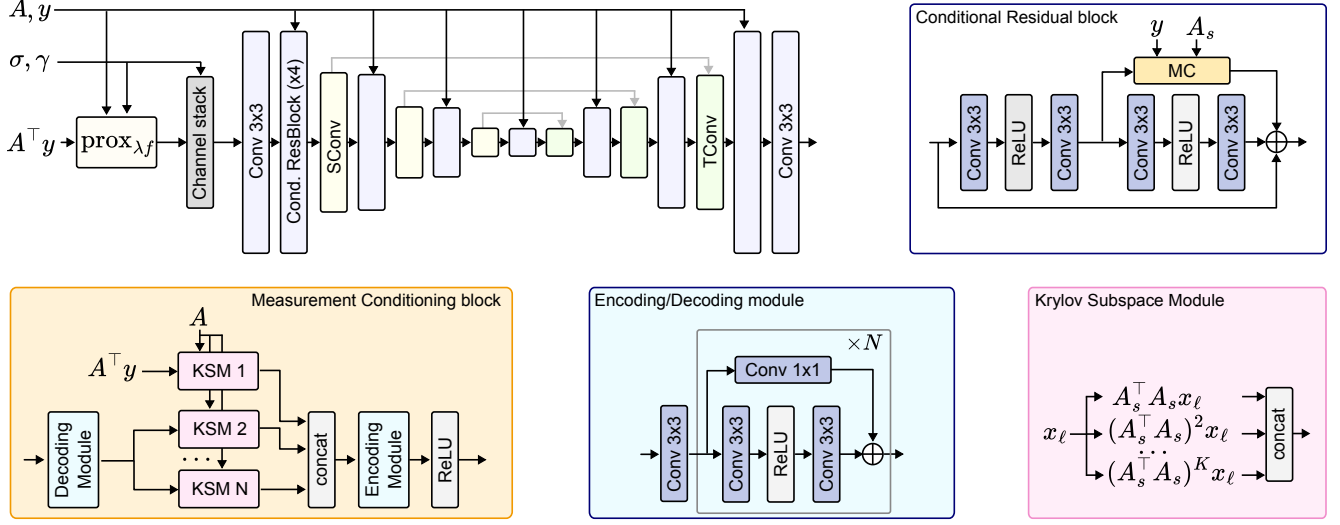 A, y
σ, γ
A⊤y
prox_λf
Channel stack
Conv 3x3
Cond. ResBlock (x4)
SConv
TConv
Conv 3x3
Conditional Residual block
y
A_s
MC
Conv 3x3
ReLU
Conv 3x3
Conv 3x3
ReLU
Conv 3x3
Measurement Conditioning block
A
A⊤y
KSM 1
KSM 2
...
KSM N
Decoding
Module
concat
Encoding
Module
ReLU
Encoding/Decoding module
×N
Conv 1x1
Conv 3x3
Conv 3x3
ReLU
Conv 3x3
Krylov Subspace Module
x_ℓ
A_s⊤A_s x_ℓ
(A_s⊤A_s)²x_ℓ
...
(A_s⊤A_s)^K x_ℓ
concat